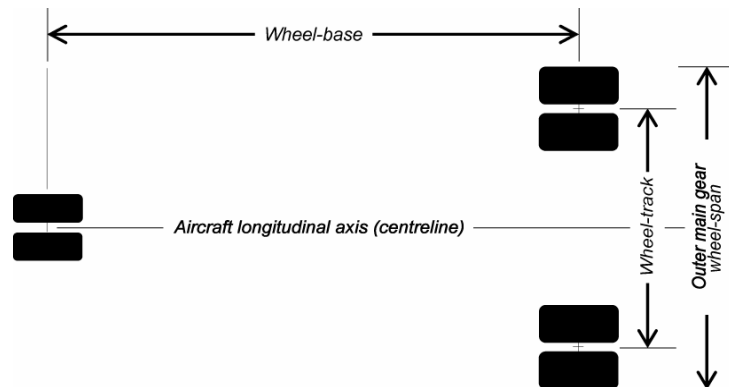 Wheel-base
Aircraft longitudinal axis (centreline)
Wheel-track
Outer main gear
wheel-span